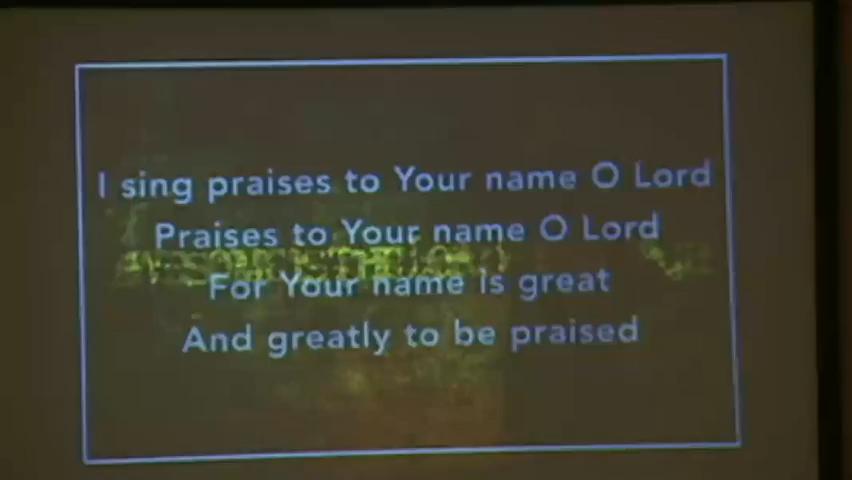 I sing praises to Your name O Lord
Praises to Your name O Lord
For Your name is great
And greatly to be praised